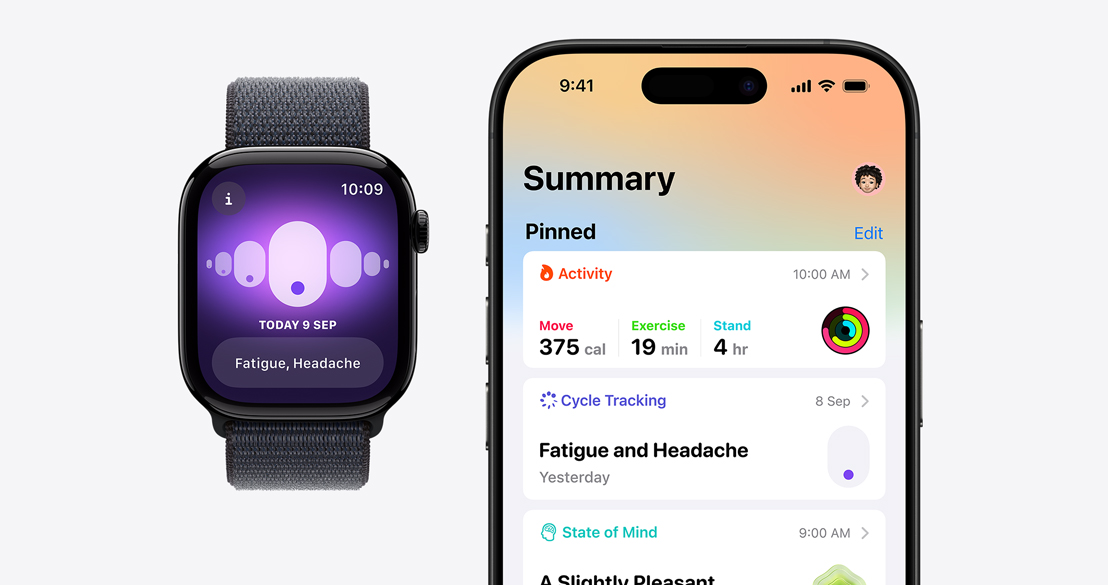 10:09
i
TODAY 9 SEP
Fatigue, Headache
9:41
Summary
Pinned
Edit
Activity
10:00 AM
Move
375 cal
Exercise
19 min
Stand
4 hr
Cycle Tracking
8 Sep
Fatigue and Headache
Yesterday
State of Mind
9:00 AM
A Slightly Pleasant